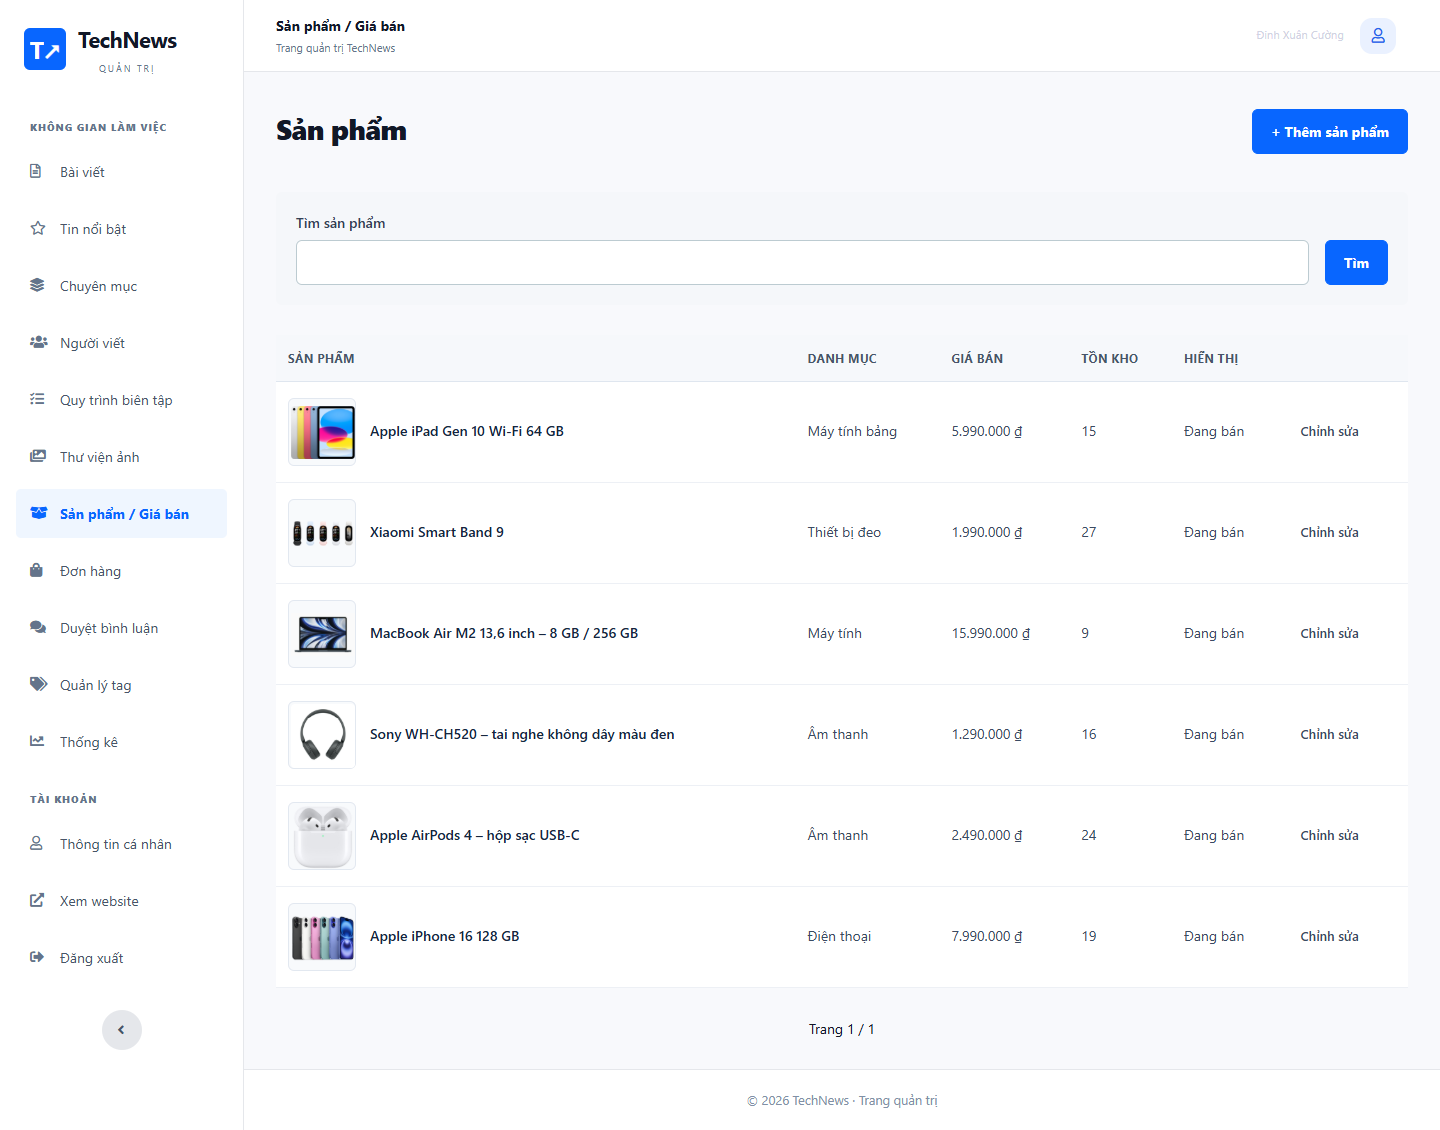 T↗ TechNews
QUẢN TRỊ
KHÔNG GIAN LÀM VIỆC
Bài viết
Tin nổi bật
Chuyên mục
Người viết
Quy trình biên tập
Thư viện ảnh
Sản phẩm / Giá bán
Đơn hàng
Duyệt bình luận
Quản lý tag
Thống kê
TÀI KHOẢN
Thông tin cá nhân
Xem website
Đăng xuất
Sản phẩm / Giá bán
Trang quản trị TechNews
Đinh Xuân Cường
Sản phẩm
+ Thêm sản phẩm
Tìm sản phẩm
Tìm
SẢN PHẨM DANH MỤC GIÁ BÁN TỒN KHO HIỂN THỊ
Apple iPad Gen 10 Wi-Fi 64 GB Máy tính bảng 5.990.000 ₫ 15 Đang bán Chỉnh sửa
Xiaomi Smart Band 9 Thiết bị đeo 1.990.000 ₫ 27 Đang bán Chỉnh sửa
MacBook Air M2 13,6 inch – 8 GB / 256 GB Máy tính 15.990.000 ₫ 9 Đang bán Chỉnh sửa
Sony WH-CH520 – tai nghe không dây màu đen Âm thanh 1.290.000 ₫ 16 Đang bán Chỉnh sửa
Apple AirPods 4 – hộp sạc USB-C Âm thanh 2.490.000 ₫ 24 Đang bán Chỉnh sửa
Apple iPhone 16 128 GB Điện thoại 7.990.000 ₫ 19 Đang bán Chỉnh sửa
Trang 1 / 1
© 2026 TechNews · Trang quản trị